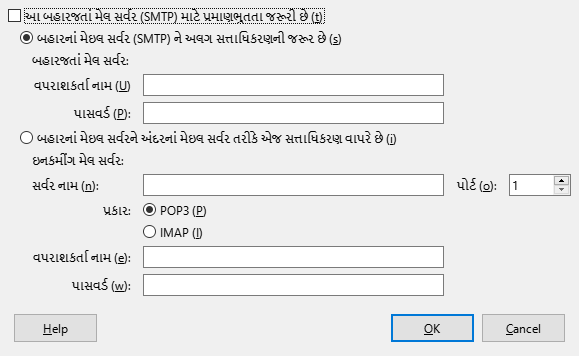 આ બહારજતાં મેલ સર્વર (SMTP) માટે પ્રમાણભૂતતા જરૂરી છે (t)
બહારનાં મેઇલ સર્વર (SMTP) ને અલગ સત્તાધિકરણની જરૂર છે (s)
બહારજતાં મેલ સર્વર:
વપરાશકર્તા નામ (U)
પાસવર્ડ (P):
બહારનાં મેઇલ સર્વરને અંદરનાં મેઇલ સર્વર તરીકે એજ સત્તાધિકરણ વાપરે છે (i)
ઇનકમીંગ મેલ સર્વર:
સર્વર નામ (n):
પોર્ટ (o): 1
પ્રકાર: POP3 (P)
IMAP (I)
વપરાશકર્તા નામ (e):
પાસવર્ડ (w):
Help OK Cancel